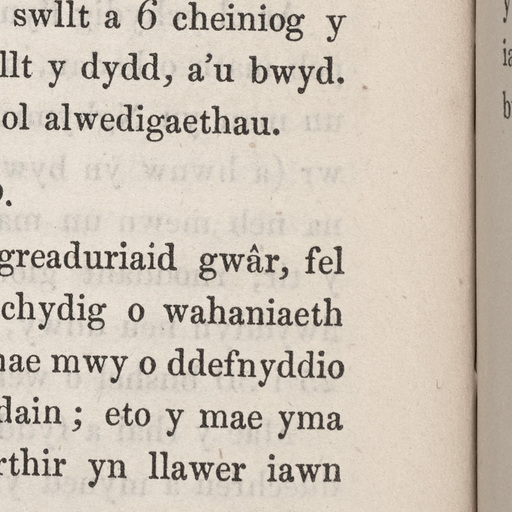 swllt a 6 cheiniog y
llt y dydd, a'u bwyd.
ol alwedigaethau.
greaduriaid gwâr, fel
chydig o wahaniaeth
mae mwy o ddefnyddio
dain ; eto y mae yma
rthir yn llawer iawn